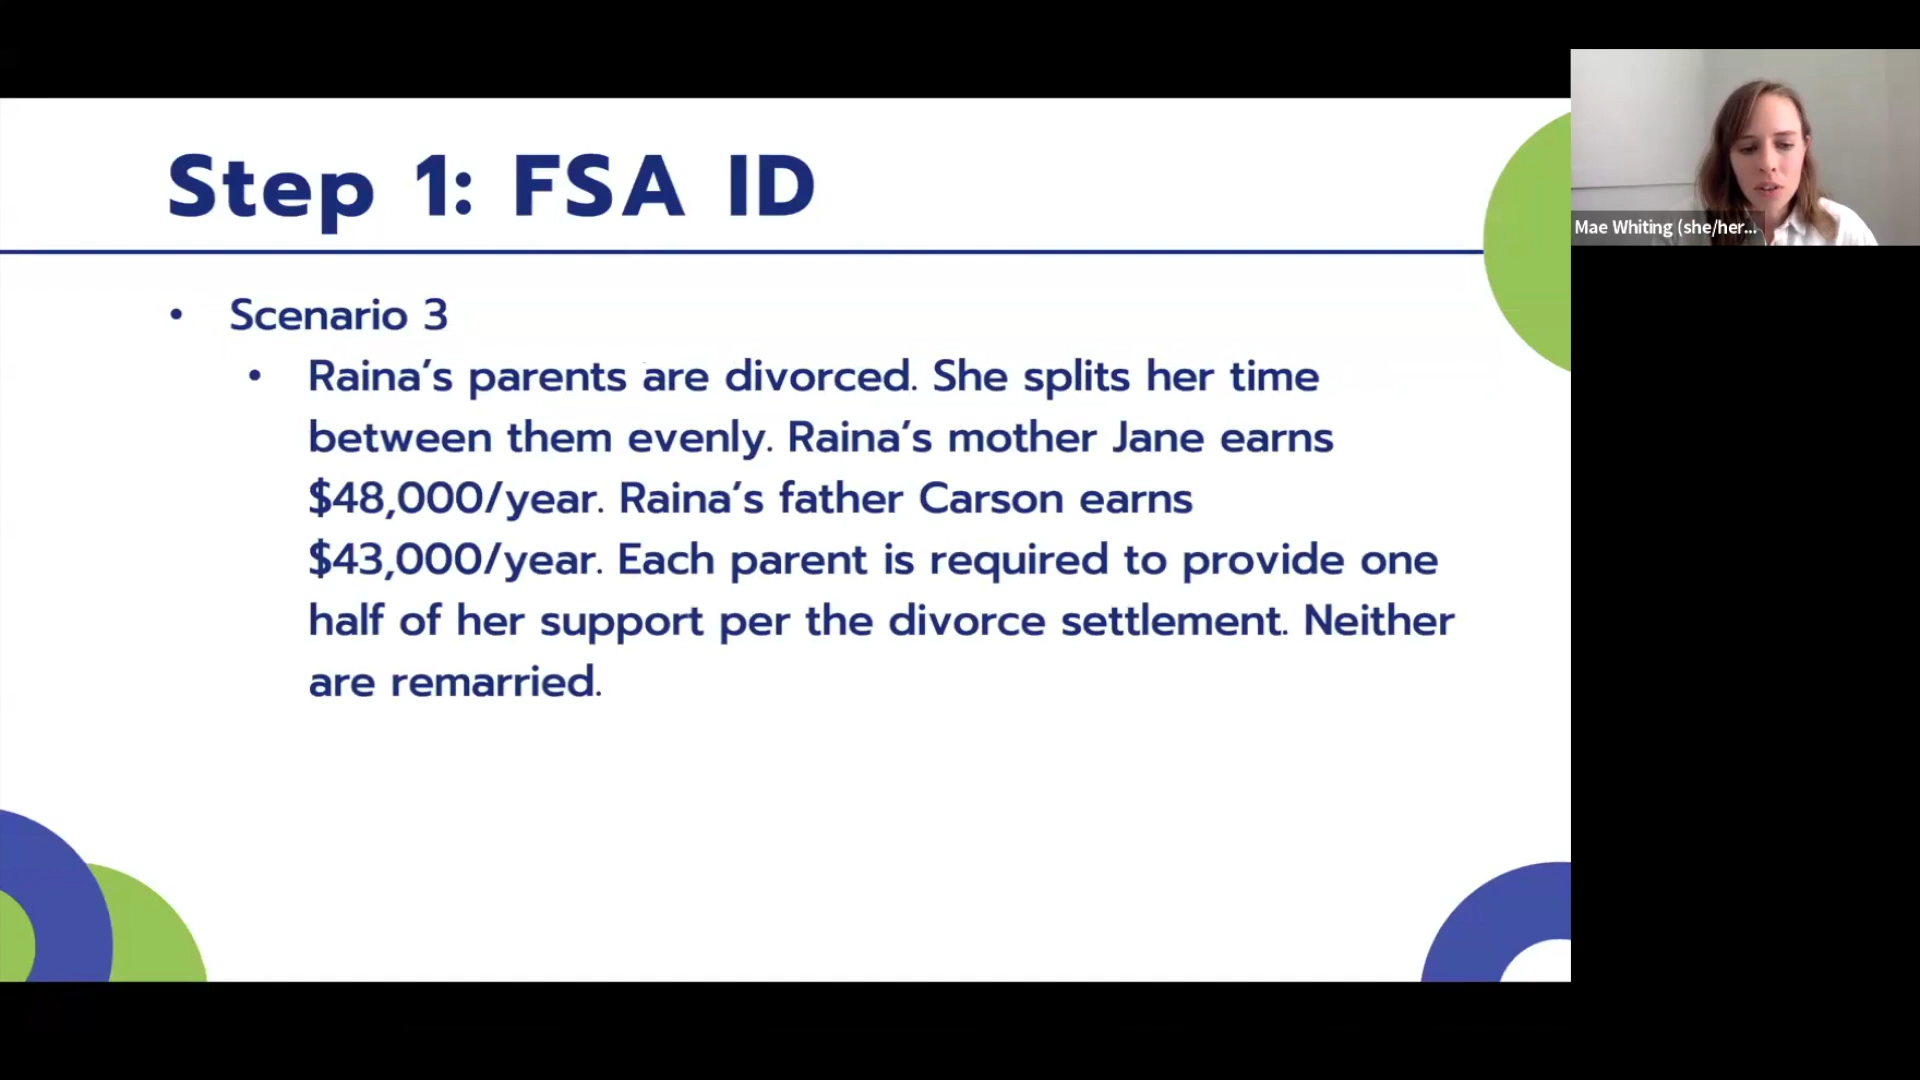 Step 1: FSA ID
Mae Whiting (she/her...
• Scenario 3
• Raina’s parents are divorced. She splits her time
between them evenly. Raina’s mother Jane earns
$48,000/year. Raina’s father Carson earns
$43,000/year. Each parent is required to provide one
half of her support per the divorce settlement. Neither
are remarried.